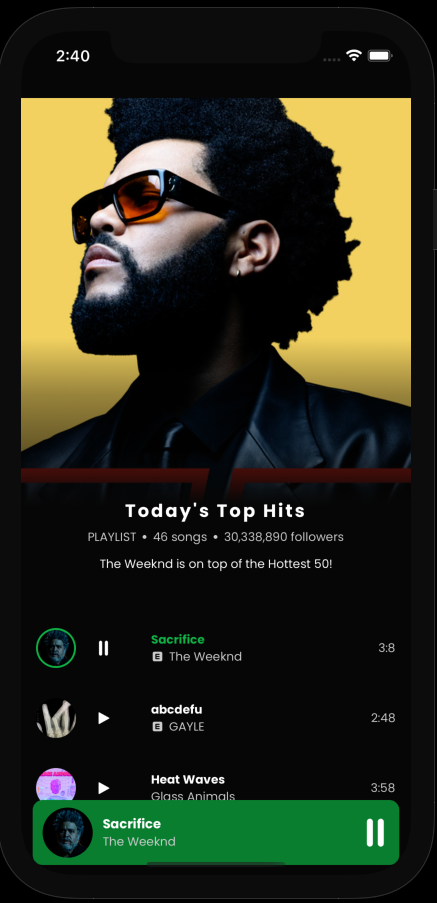 2:40
Today's Top Hits
PLAYLIST • 46 songs • 30,338,890 followers
The Weeknd is on top of the Hottest 50!
Sacrifice
E The Weeknd
3:8
abcdefu
E GAYLE
2:48
Heat Waves
Glass Animals
3:58
Sacrifice
The Weeknd